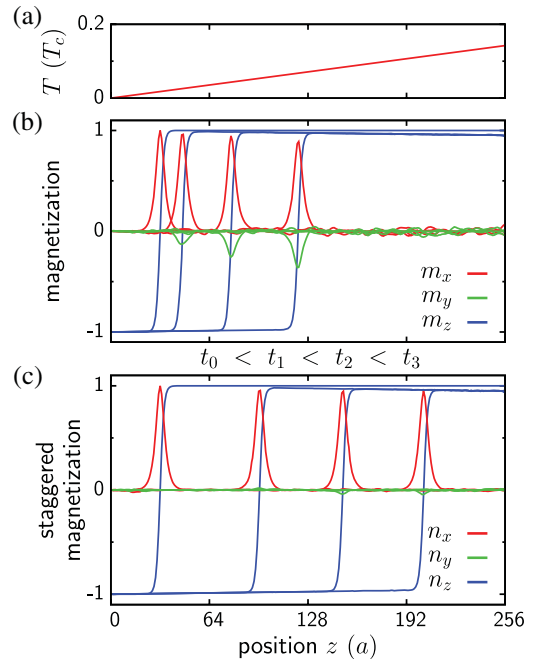 (a)
T (T_c)
0.2
0
(b)
magnetization
1
0
-1
m_x
m_y
m_z
t_0 < t_1 < t_2 < t_3
(c)
staggered
magnetization
1
0
-1
n_x
n_y
n_z
0 64 128 192 256
position z (a)